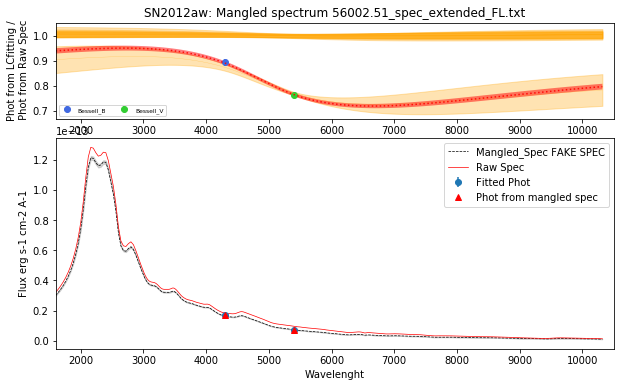 SN2012aw: Mangled spectrum 56002.51_spec_extended_FL.txt
Phot from LCfitting /
Phot from Raw Spec
1.0
0.9
0.8
0.7
Bessell_B
Bessell_V
2000 3000 4000 5000 6000 7000 8000 9000 10000
1e−13
Flux erg s-1 cm-2 A-1
1.2
1.0
0.8
0.6
0.4
0.2
0.0
Mangled_Spec FAKE SPEC
Raw Spec
Fitted Phot
Phot from mangled spec
2000 3000 4000 5000 6000 7000 8000 9000 10000
Wavelenght